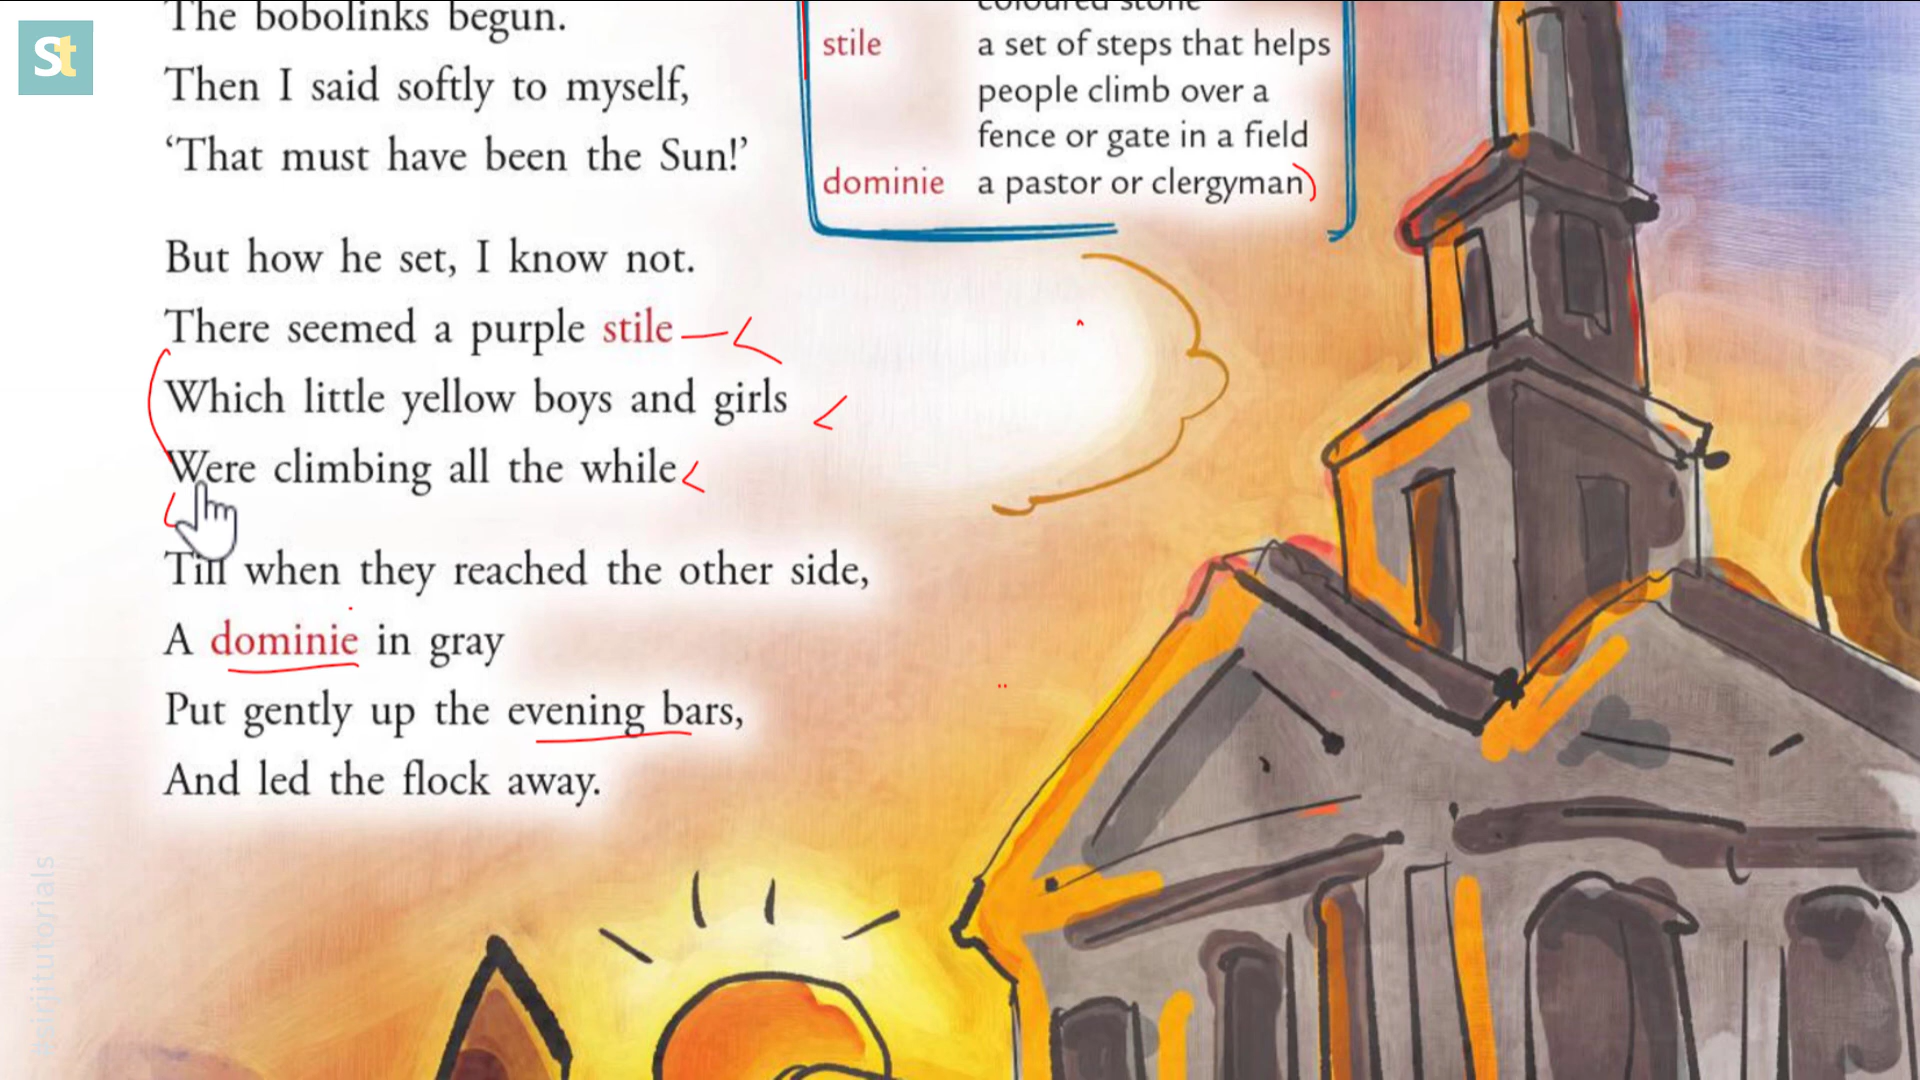 St
The bobolinks begun.
Then I said softly to myself,
‘That must have been the Sun!’
But how he set, I know not.
There seemed a purple stile
Which little yellow boys and girls
Were climbing all the while
Till when they reached the other side,
A dominie in gray
Put gently up the evening bars,
And led the flock away.
coloured stone
stile a set of steps that helps
people climb over a
fence or gate in a field
dominie a pastor or clergyman